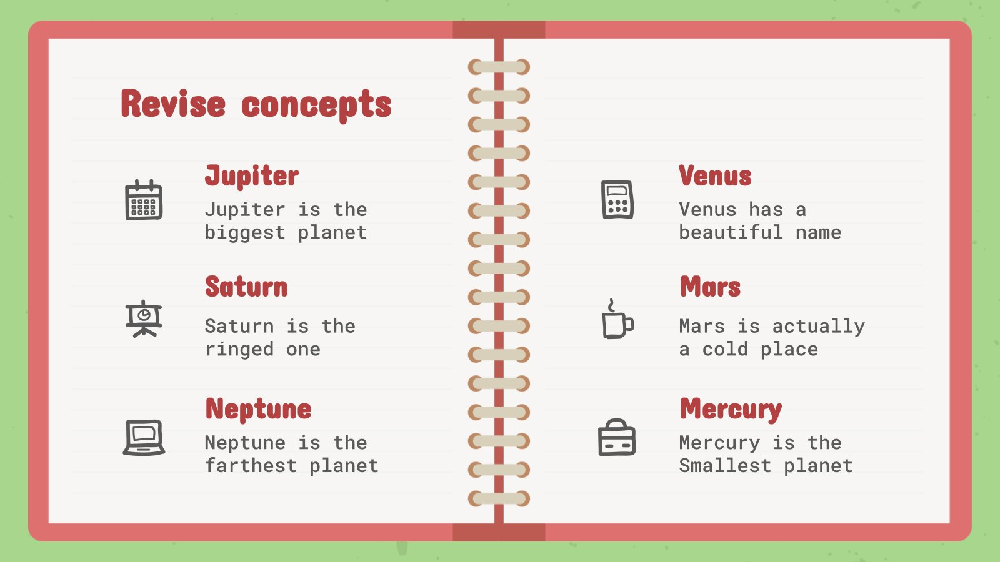 Revise concepts
Jupiter
Jupiter is the
biggest planet
Saturn
Saturn is the
ringed one
Neptune
Neptune is the
farthest planet
Venus
Venus has a
beautiful name
Mars
Mars is actually
a cold place
Mercury
Mercury is the
Smallest planet